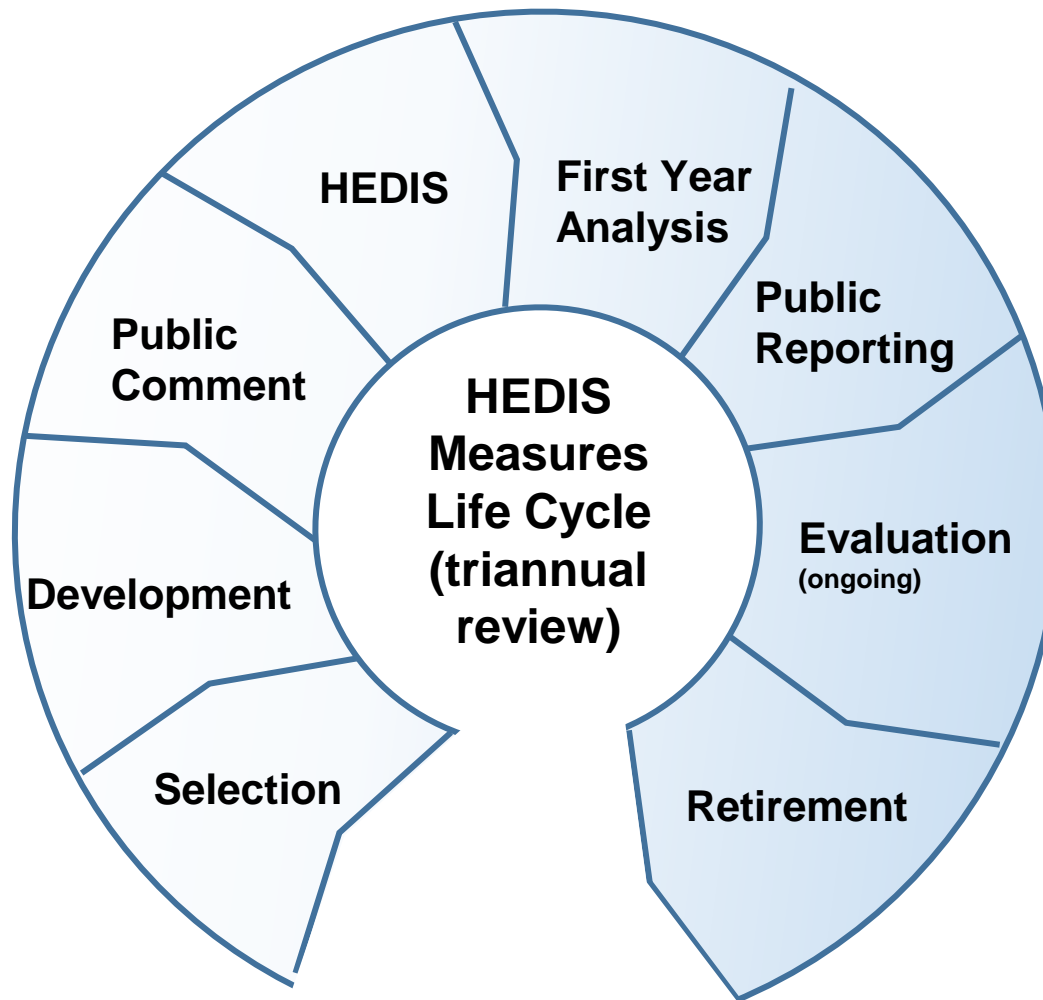 HEDIS
Measures
Life Cycle
(triannual
review)
Selection
Development
Public
Comment
HEDIS
First Year
Analysis
Public
Reporting
Evaluation
(ongoing)
Retirement